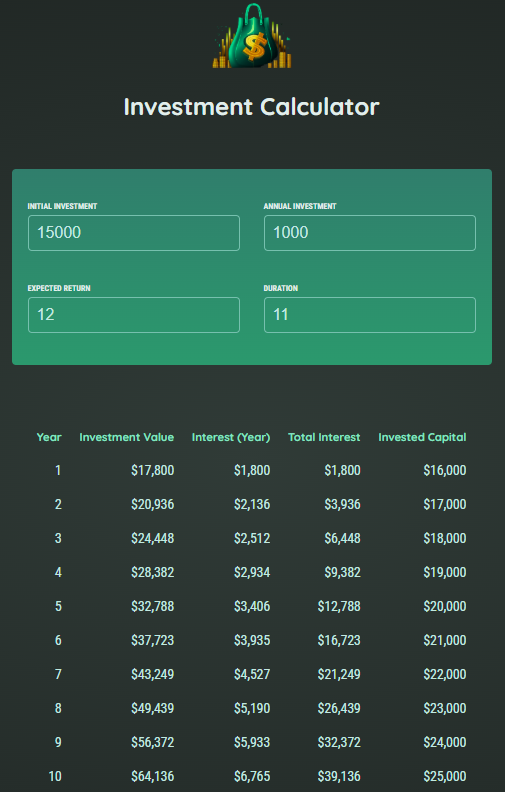 $
Investment Calculator
INITIAL INVESTMENT ANNUAL INVESTMENT
15000 1000
EXPECTED RETURN DURATION
12 11
Year Investment Value Interest (Year) Total Interest Invested Capital
1 $17,800 $1,800 $1,800 $16,000
2 $20,936 $2,136 $3,936 $17,000
3 $24,448 $2,512 $6,448 $18,000
4 $28,382 $2,934 $9,382 $19,000
5 $32,788 $3,406 $12,788 $20,000
6 $37,723 $3,935 $16,723 $21,000
7 $43,249 $4,527 $21,249 $22,000
8 $49,439 $5,190 $26,439 $23,000
9 $56,372 $5,933 $32,372 $24,000
10 $64,136 $6,765 $39,136 $25,000